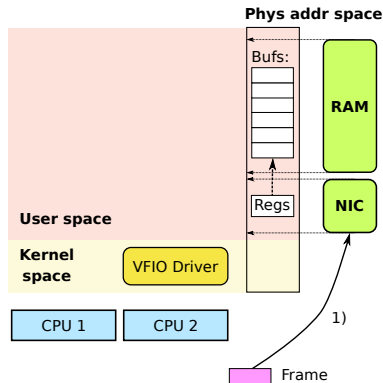 Phys addr space
Bufs:
RAM
Regs
NIC
User space
Kernel
space
VFIO Driver
CPU 1
CPU 2
1)
Frame